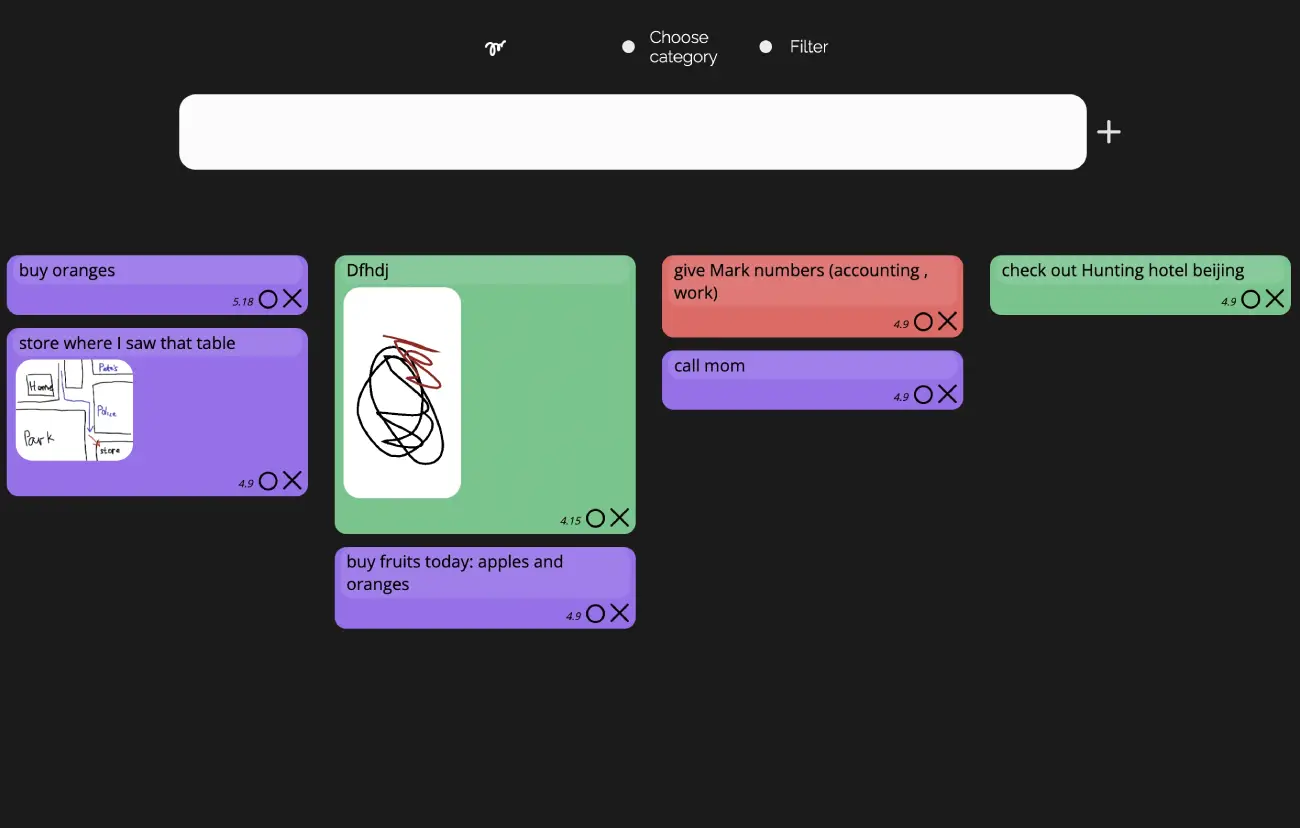 Choose
category
Filter
buy oranges
5.18
store where I saw that table
Home
Pete's
Police
Park
store
4.9
Dfhdj
4.15
buy fruits today: apples and
oranges
4.9
give Mark numbers (accounting ,
work)
4.9
call mom
4.9
check out Hunting hotel beijing
4.9